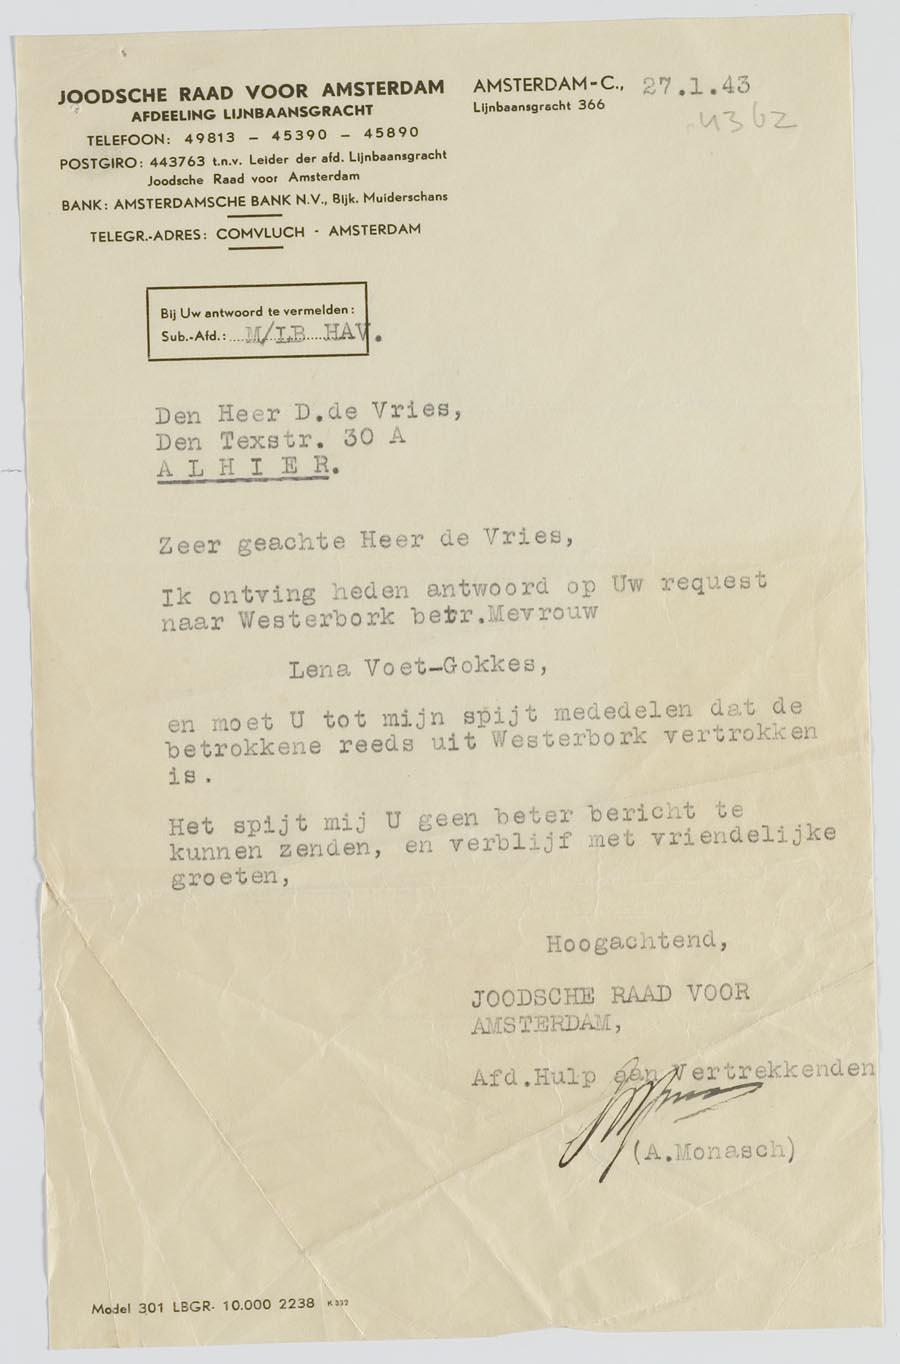 JOODSCHE RAAD VOOR AMSTERDAM
AFDEELING LIJNBAANSGRACHT
TELEFOON: 49813 – 45390 – 45890
POSTGIRO: 443763 t.n.v. Leider der afd. Lijnbaansgracht
Joodsche Raad voor Amsterdam
BANK: AMSTERDAMSCHE BANK N.V., Bijk. Muiderschans
TELEGR.-ADRES: COMVLUCH - AMSTERDAM
AMSTERDAM-C., 27.1.43
Lijnbaansgracht 366
4362
Bij Uw antwoord te vermelden:
Sub.-Afd.: M/IB HAV.
Den Heer D.de Vries,
Den Texstr. 30 A
A L H I E R.
Zeer geachte Heer de Vries,
Ik ontving heden antwoord op Uw request
naar Westerbork betr.Mevrouw
Lena Voet-Gokkes,
en moet U tot mijn spijt mededelen dat de
betrokkene reeds uit Westerbork vertrokken
is.
Het spijt mij U geen beter bericht te
kunnen zenden, en verblijf met vriendelijke
groeten,
Hoogachtend,
JOODSCHE RAAD VOOR
AMSTERDAM,
Afd.Hulp aan Vertrekkenden
(A.Monasch)
Model 301 LBGR- 10.000 2238 K 332